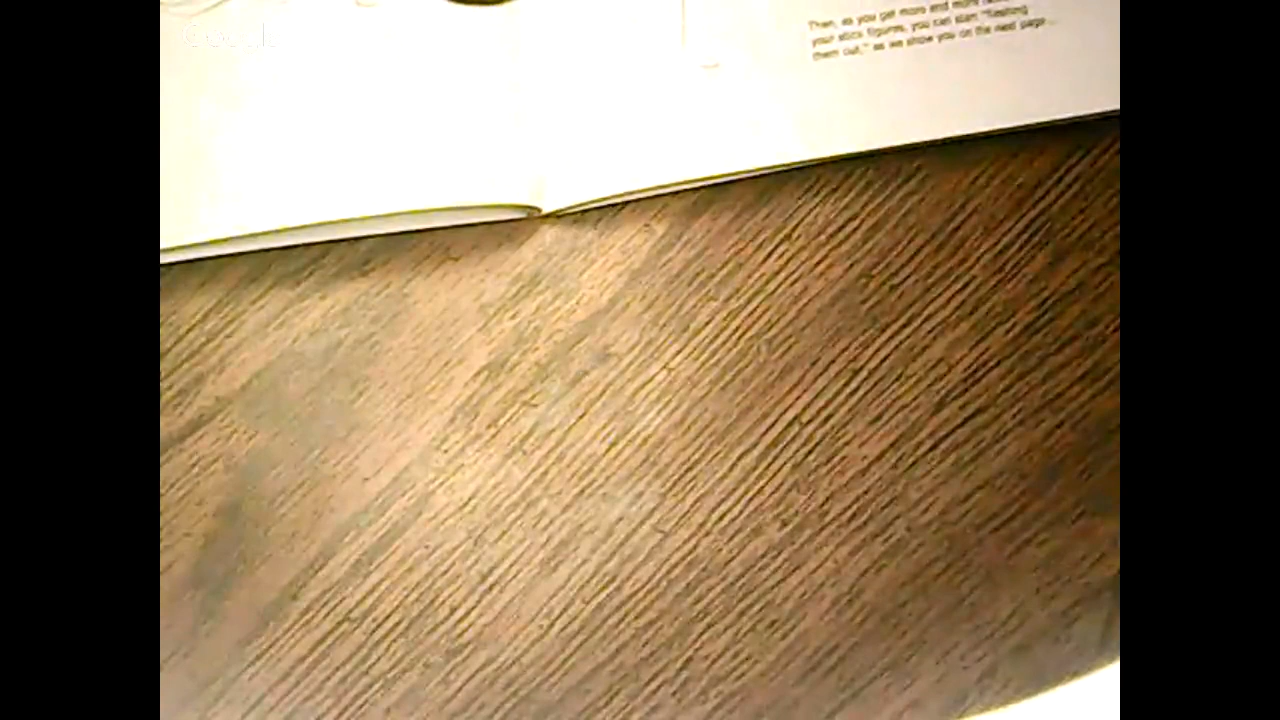 Google
Then, as you get more and more
your stick figures, you can start "fleshing
them out," as we show you on the next page.